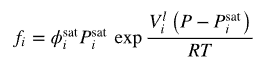 f_i = ϕ_i^sat P_i^sat exp V_i^l (P − P_i^sat) / RT